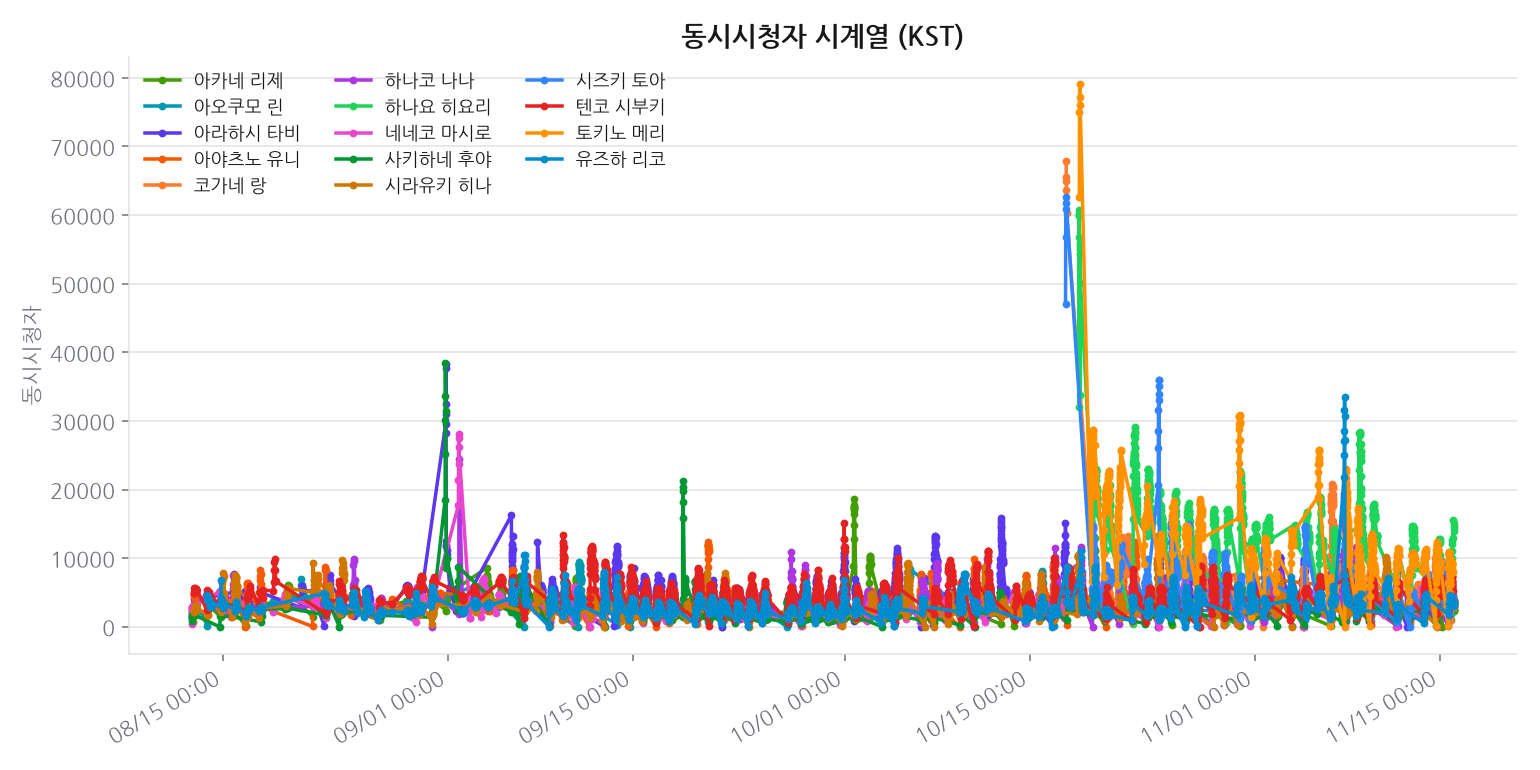 동시시청자 시계열 (KST)
아카네 리제
아오쿠모 린
아라하시 타비
아야츠노 유니
코가네 랑
하나코 나나
하나요 히요리
네네코 마시로
사키하네 후야
시라유키 히나
시즈키 토아
텐코 시부키
토키노 메리
유즈하 리코
동시시청자
80000
70000
60000
50000
40000
30000
20000
10000
0
08/15 00:00
09/01 00:00
09/15 00:00
10/01 00:00
10/15 00:00
11/01 00:00
11/15 00:00